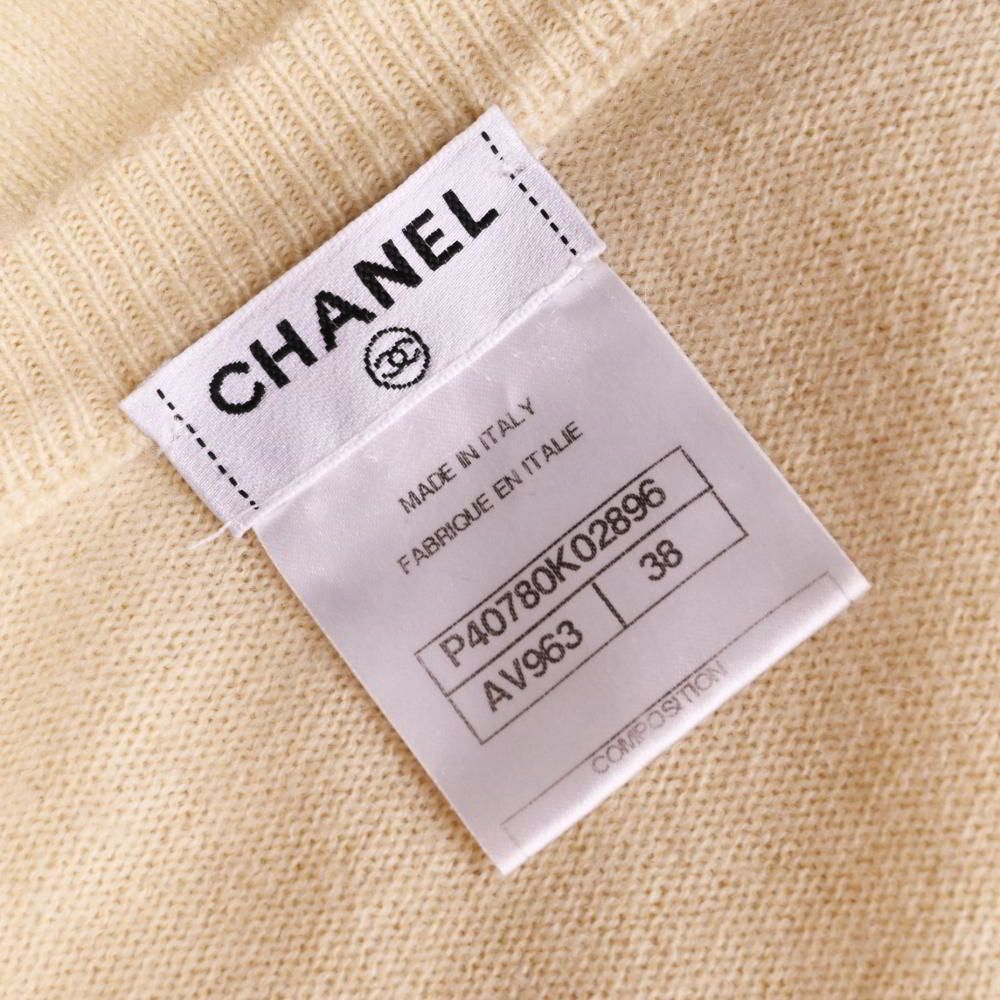 CHANEL
MADE IN ITALY
FABRIQUE EN ITALIE
P40780K02896
AV963 38
COMPOSITION